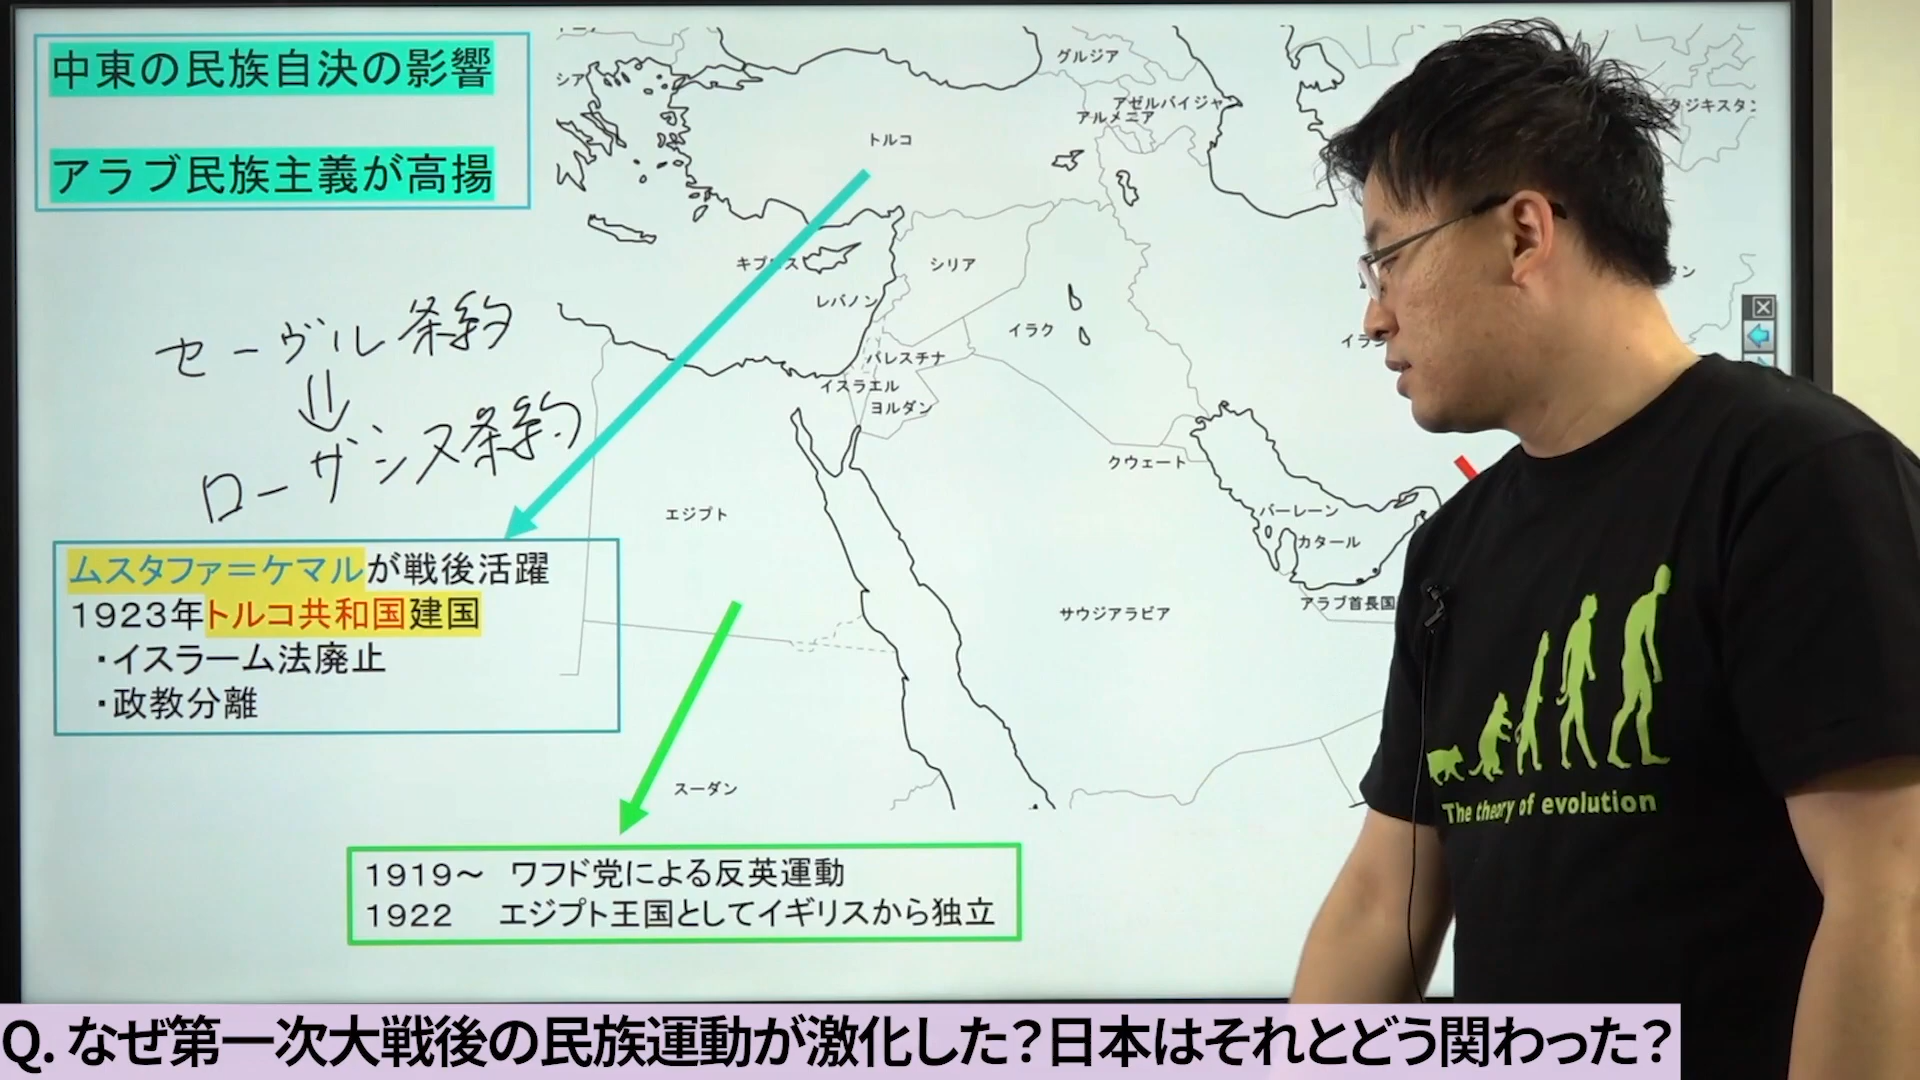 中東の民族自決の影響
アラブ民族主義が高揚
セーヴル条約
⇓
ローザンヌ条約
ムスタファ＝ケマルが戦後活躍
1923年トルコ共和国建国
・イスラーム法廃止
・政教分離
1919～ ワフド党による反英運動
1922 エジプト王国としてイギリスから独立
グルジア
アゼルバイジャ
アルメニア
タジキスタ
シア
トルコ
キプロス
シリア
レバノン
イラク
パレスチナ
イスラエル
ヨルダン
クウェート
エジプト
バーレーン
カタール
アラブ首長国
サウジアラビア
スーダン
The theory of evolution
Q. なぜ第一次大戦後の民族運動が激化した？日本はそれとどう関わった？